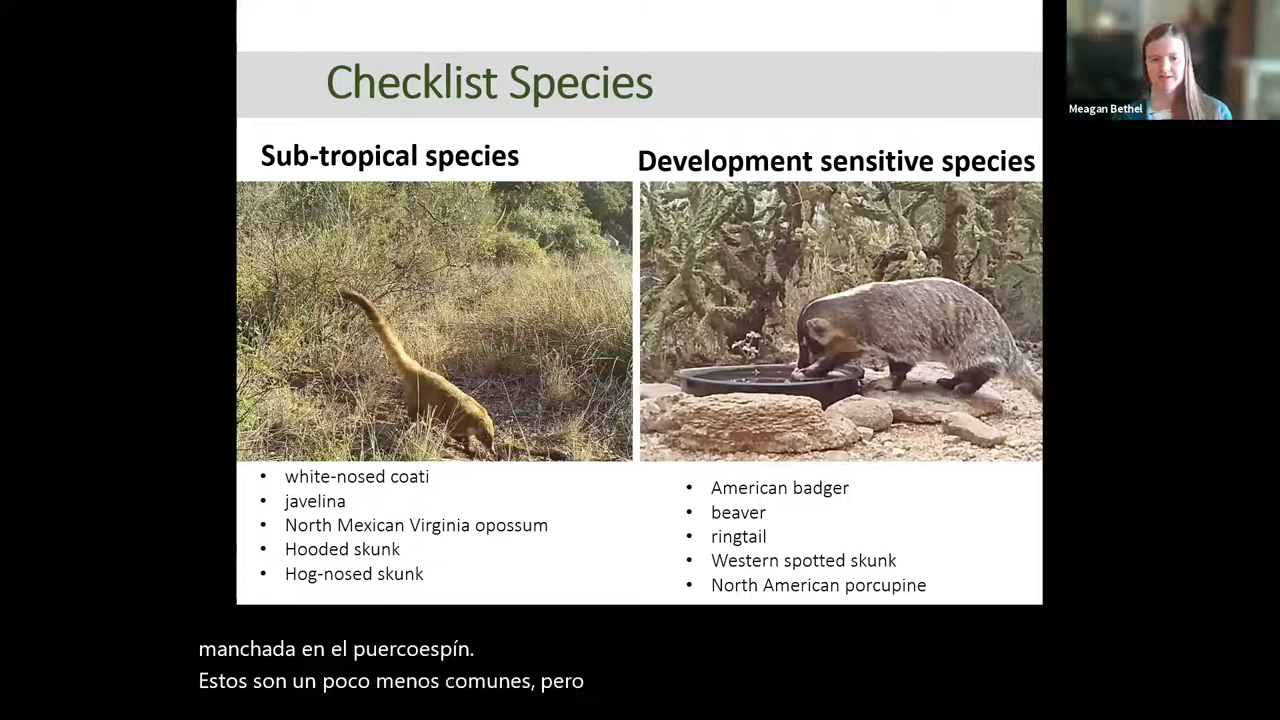 Checklist Species
Meagan Bethel
Sub-tropical species
Development sensitive species
• white-nosed coati
• javelina
• North Mexican Virginia opossum
• Hooded skunk
• Hog-nosed skunk
• American badger
• beaver
• ringtail
• Western spotted skunk
• North American porcupine
manchada en el puercoespín.
Estos son un poco menos comunes, pero